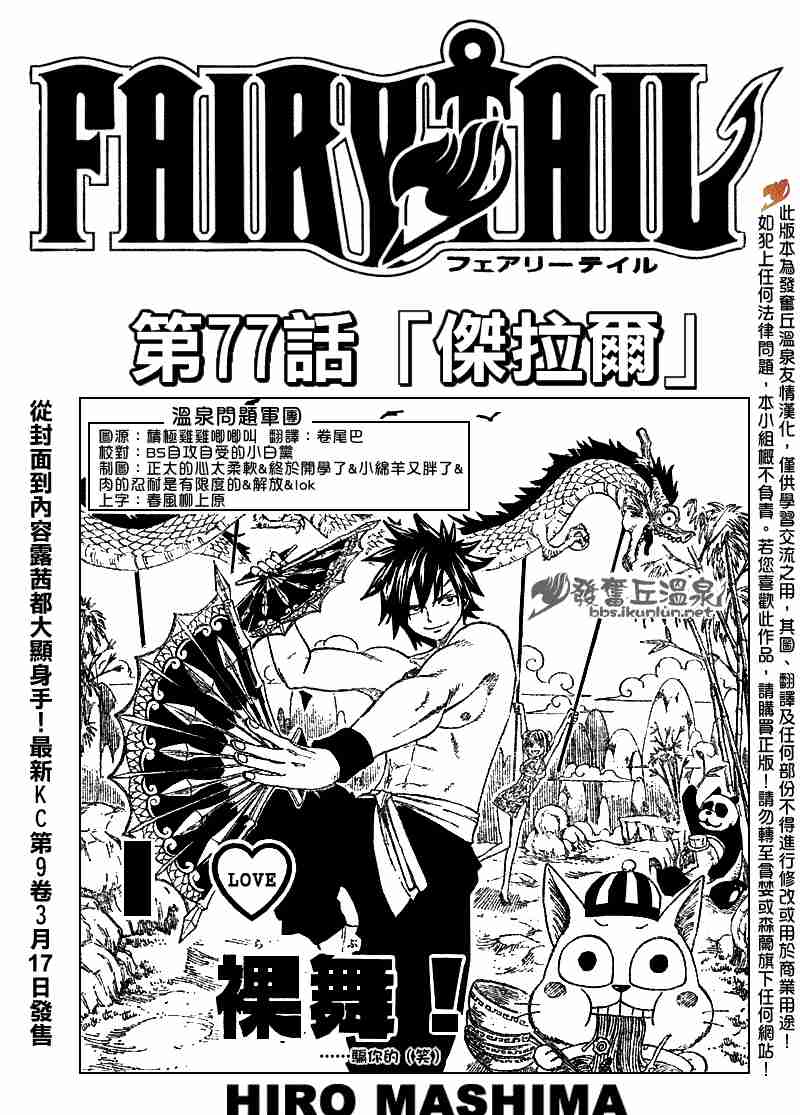 FAIRY TAIL
フェアリーテイル
第77話「傑拉爾」
此版本為發奮丘溫泉友情漢化，僅供學習交流之用，其圖、翻譯及任何部份不得進行修改或用於商業用途！
如犯上任何法律問題，本小組概不負責。若您喜歡此作品，請購買正版！請勿轉至貪婪或森蘿旗下任何網站！
溫泉問題軍團
圖源：積極雞雞唧唧叫 翻譯：卷尾巴
校對：BS自攻自受的小白黨
制圖：正太的心太柔軟&終於開學了&小綿羊又胖了&
肉的忍耐是有限度的&解放&lok
上字：春風柳上原
發奮丘溫泉
bbs.ikunlun.net
從封面到內容露茜都大顯身手！最新KC第9卷3月17日發售
I LOVE
らぶ
裸舞！
……騙你的（笑）
HIRO MASHIMA